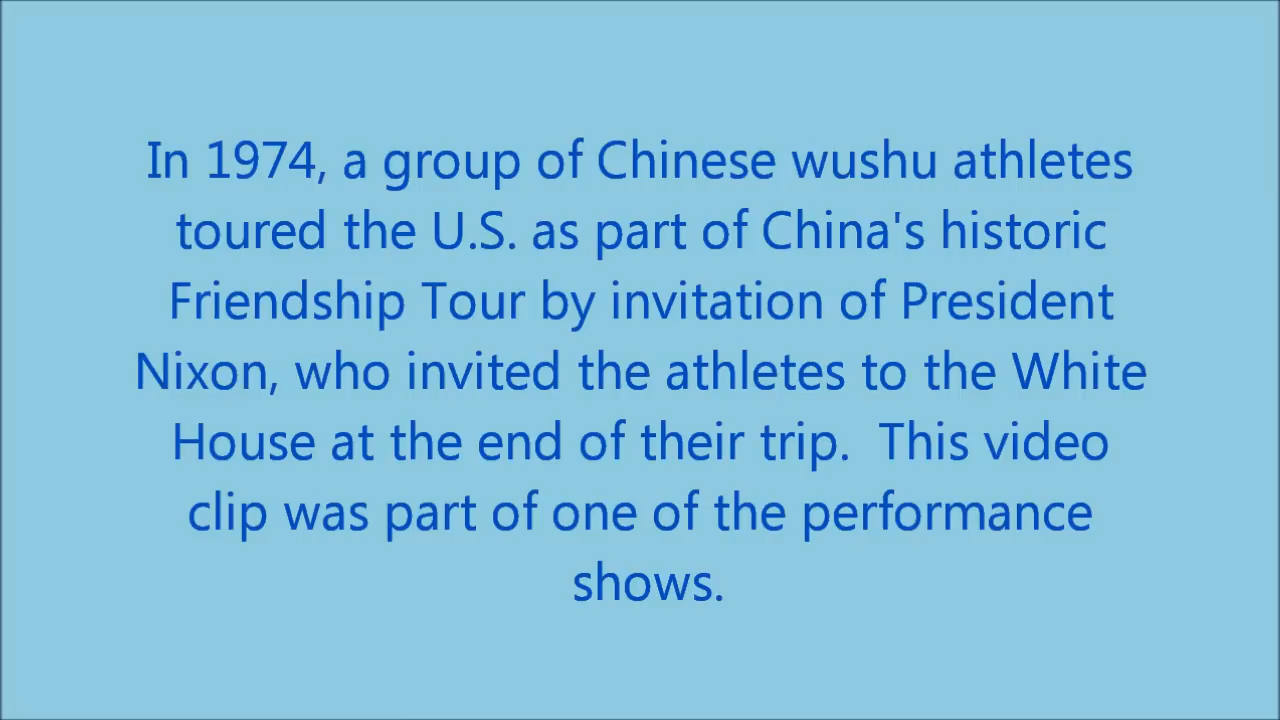 In 1974, a group of Chinese wushu athletes
toured the U.S. as part of China's historic
Friendship Tour by invitation of President
Nixon, who invited the athletes to the White
House at the end of their trip.  This video
clip was part of one of the performance
shows.